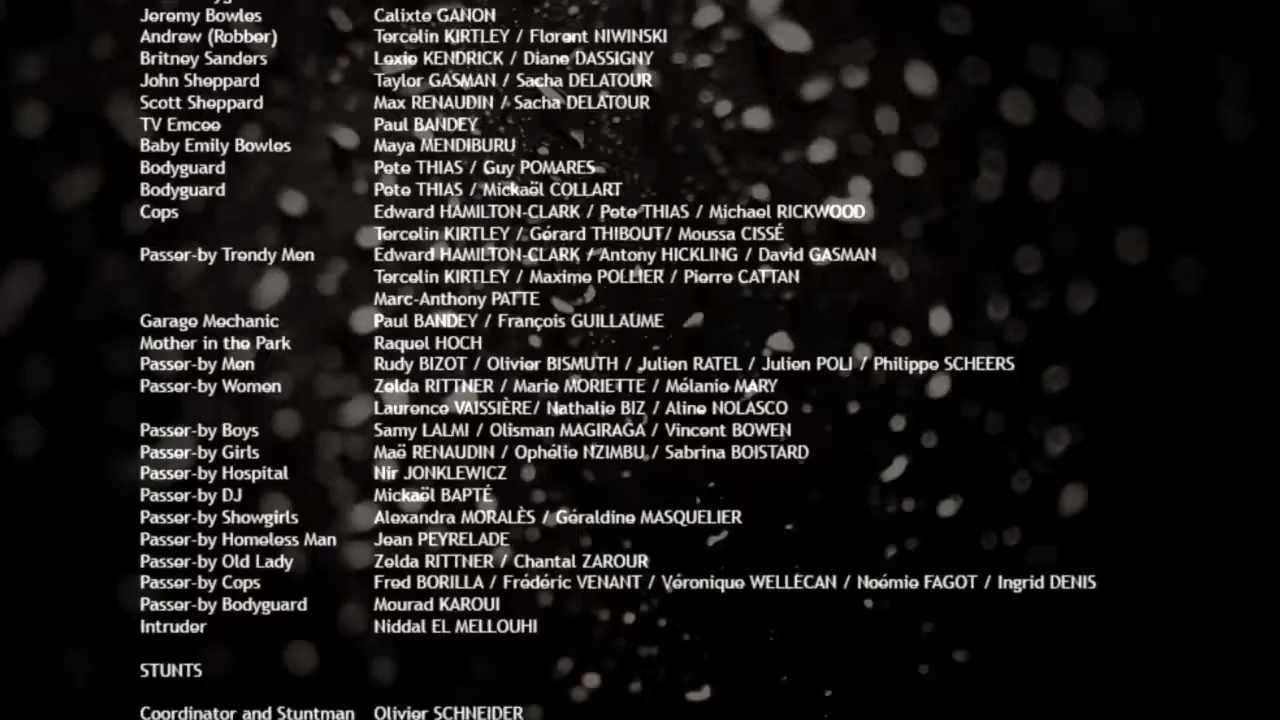 Jeremy Bowles Calixte GANON
Andrew (Robber) Tercelin KIRTLEY / Florent NIWINSKI
Britney Sanders Lexie KENDRICK / Diane DASSIGNY
John Sheppard Taylor GASMAN / Sacha DELATOUR
Scott Sheppard Max RENAUDIN / Sacha DELATOUR
TV Emcee Paul BANDEY
Baby Emily Bowles Maya MENDIBURU
Bodyguard Pete THIAS / Guy POMARES
Bodyguard Pete THIAS / Mickaël COLLART
Cops Edward HAMILTON-CLARK / Pete THIAS / Michael RICKWOOD
Tercelin KIRTLEY / Gérard THIBOUT/ Moussa CISSÉ
Passer-by Trendy Men Edward HAMILTON-CLARK / Antony HICKLING / David GASMAN
Tercelin KIRTLEY / Maxime POLLIER / Pierre CATTAN
Marc-Anthony PATTE
Garage Mechanic Paul BANDEY / François GUILLAUME
Mother in the Park Raquel HOCH
Passer-by Men Rudy BIZOT / Olivier BISMUTH / Julien RATEL / Julien POLI / Philippe SCHEERS
Passer-by Women Zelda RITTNER / Marie MORIETTE / Mélanie MARY
Laurence VAISSIÈRE/ Nathalie BIZ / Aline NOLASCO
Passer-by Boys Samy LALMI / Olisman MAGIRAGA / Vincent BOWEN
Passer-by Girls Maë RENAUDIN / Ophélie NZIMBU / Sabrina BOISTARD
Passer-by Hospital Nir JONKLEWICZ
Passer-by DJ Mickaël BAPTÉ
Passer-by Showgirls Alexandra MORALÈS / Géraldine MASQUELIER
Passer-by Homeless Man Jean PEYRELADE
Passer-by Old Lady Zelda RITTNER / Chantal ZAROUR
Passer-by Cops Fred BORILLA / Frédéric VENANT / Véronique WELLÈCAN / Noémie FAGOT / Ingrid DENIS
Passer-by Bodyguard Mourad KAROUI
Intruder Niddal EL MELLOUHI
STUNTS
Coordinator and Stuntman Olivier SCHNEIDER